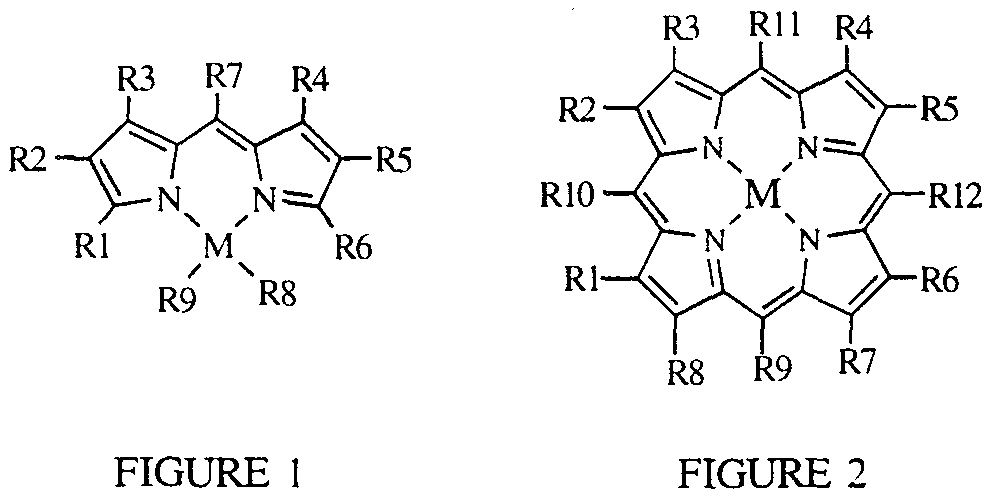 R3 R7 R4
R2 R5
N N
R1 M R6
R9 R8
FIGURE 1
R3 R11 R4
R2 R5
N N
R10 M R12
N N
R1 R6
R8 R9 R7
FIGURE 2